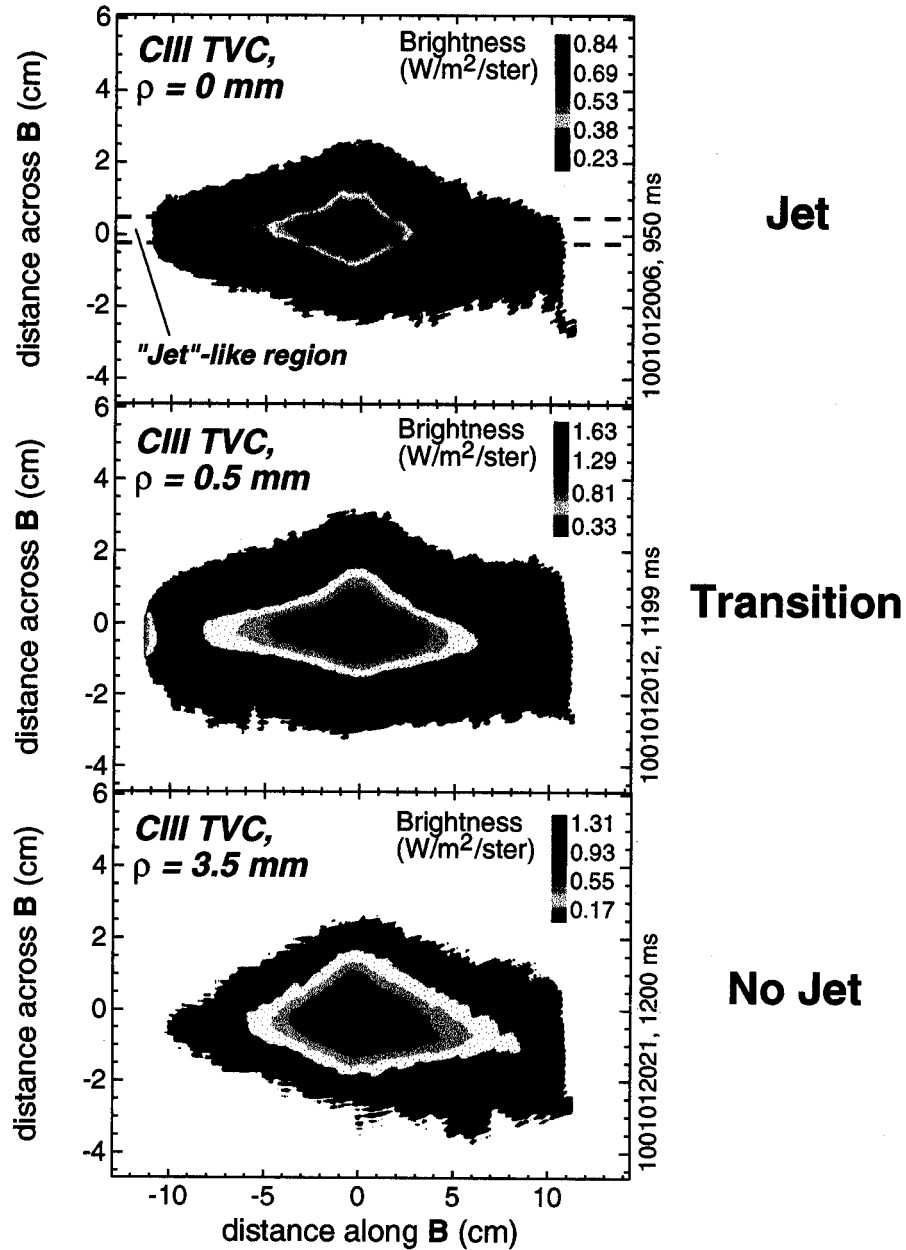 CIII TVC,
ρ = 0 mm
Brightness
(W/m2/ster)
0.84
0.69
0.53
0.38
0.23
6
4
2
0
-2
-4
distance across B (cm)
"Jet"-like region
1001012006, 950 ms
Jet
CIII TVC,
ρ = 0.5 mm
Brightness
(W/m2/ster)
1.63
1.29
0.81
0.33
6
4
2
0
-2
-4
distance across B (cm)
1001012012, 1199 ms
Transition
CIII TVC,
ρ = 3.5 mm
Brightness
(W/m2/ster)
1.31
0.93
0.55
0.17
6
4
2
0
-2
-4
distance across B (cm)
1001012021, 1200 ms
No Jet
-10 -5 0 5 10
distance along B (cm)